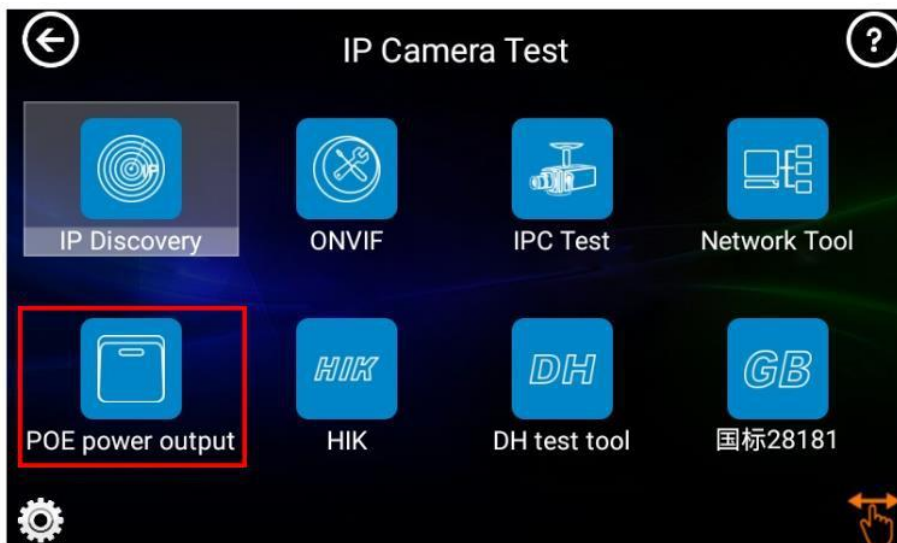 IP Camera Test
?
IP
IP Discovery
ONVIF
IPC Test
Network Tool
HIK
DH
GB
POE power output
HIK
DH test tool
国标28181